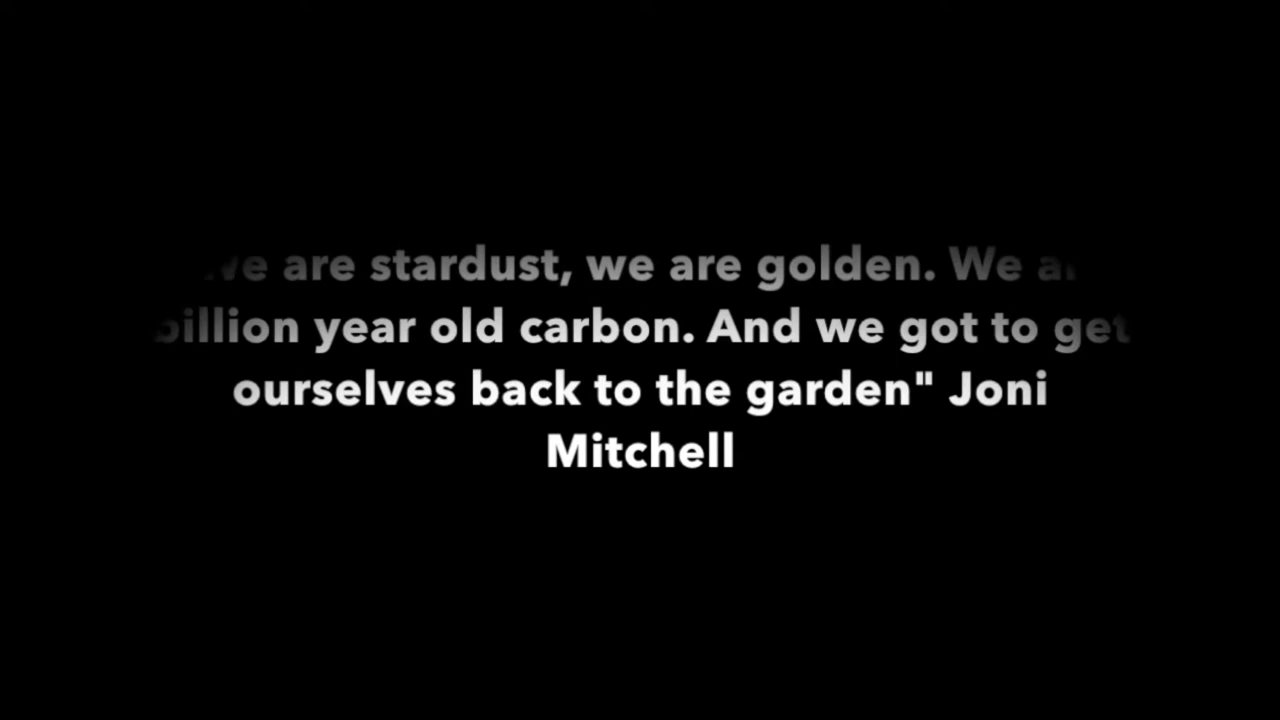 We are stardust, we are golden. We are
billion year old carbon. And we got to get
ourselves back to the garden" Joni
Mitchell